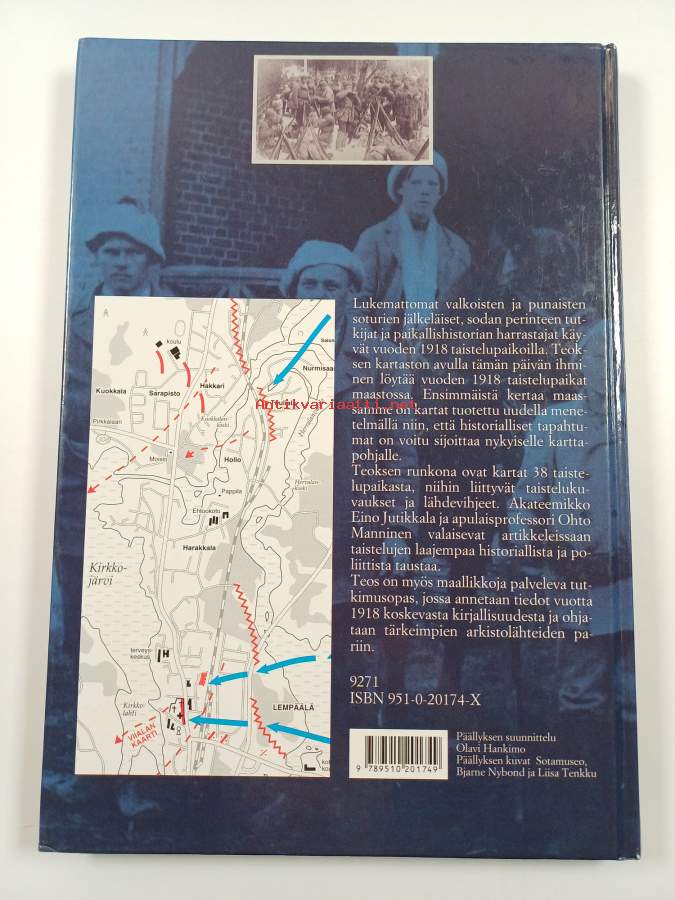 Lukemattomat valkoisten ja punaisten
soturien jälkeläiset, sodan perinteen tut-
kijat ja paikallishistorian harrastajat käy-
vät vuoden 1918 taistelupaikoilla. Teok-
sen kartaston avulla tämän päivän ihmi-
nen löytää vuoden 1918 taistelupaikat
maastossa. Ensimmäistä kertaa maas-
samme on kartat tuotettu uudella mene-
telmällä niin, että historialliset tapahtu-
mat on voitu sijoittaa nykyiselle kartta-
pohjalle.
Teoksen runkona ovat kartat 38 taiste-
lupaikasta, niihin liittyvät taisteluku-
vaukset ja lähdevihjeet. Akateemikko
Eino Jutikkala ja apulaisprofessori Ohto
Manninen valaisevat artikkeleissaan
taistelujen laajempaa historiallista ja po-
liittista taustaa.
Teos on myös maallikkoja palveleva tut-
kimusopas, jossa annetaan tiedot vuotta
1918 koskevasta kirjallisuudesta ja ohja-
taan tärkeimpien arkistolähteiden pa-
riin.
9271
ISBN 951-0-20174-X
9 789510 201749
Päällyksen suunnittelu
Olavi Hankimo
Päällyksen kuvat Sotamuseo,
Bjarne Nybond ja Liisa Tenkku
koulu
Nurmisaa
Kuokkala
Sarapisto
Hakkari
Pirkkalaan
Moisio
Hollo
Pappila
Ehtookoto
Harakkala
Kirkko-
järvi
terveys-
keskus
Kirkko-
lahti
VIIALAN
KAARTI
LEMPÄÄLÄ
Antikvariaatti.net